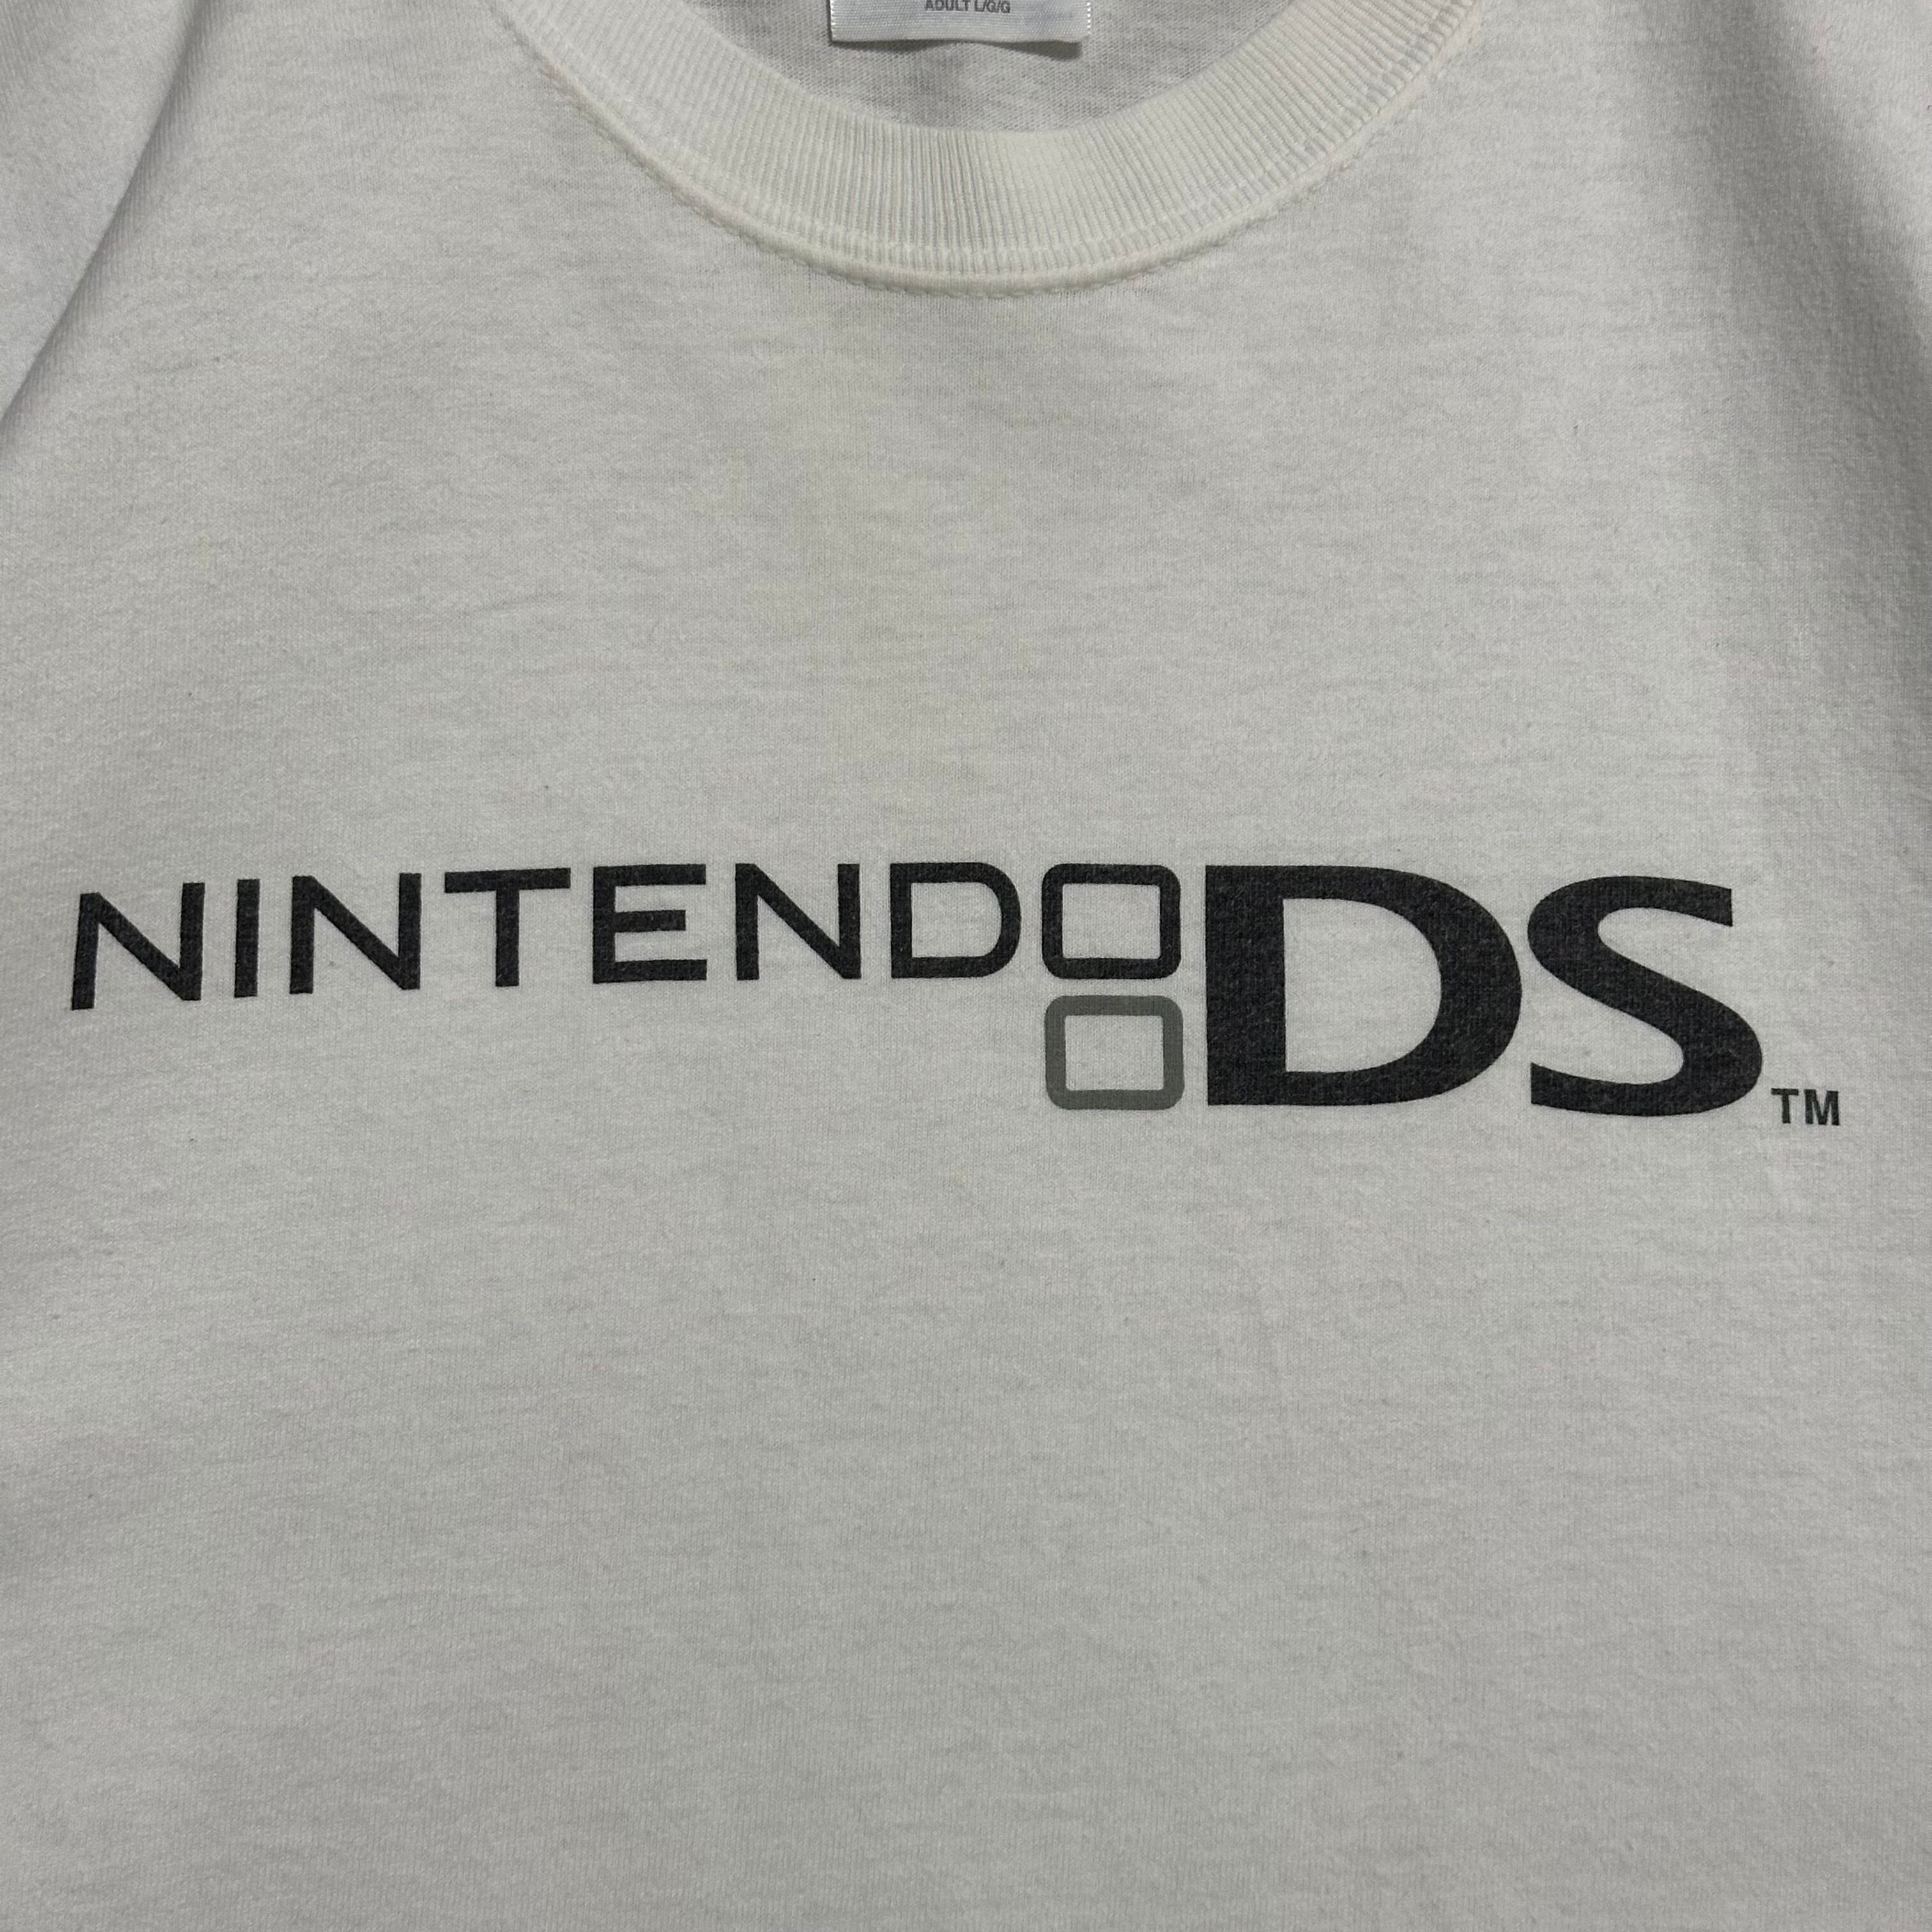 ADULT L/G/G
NINTENDO DS TM